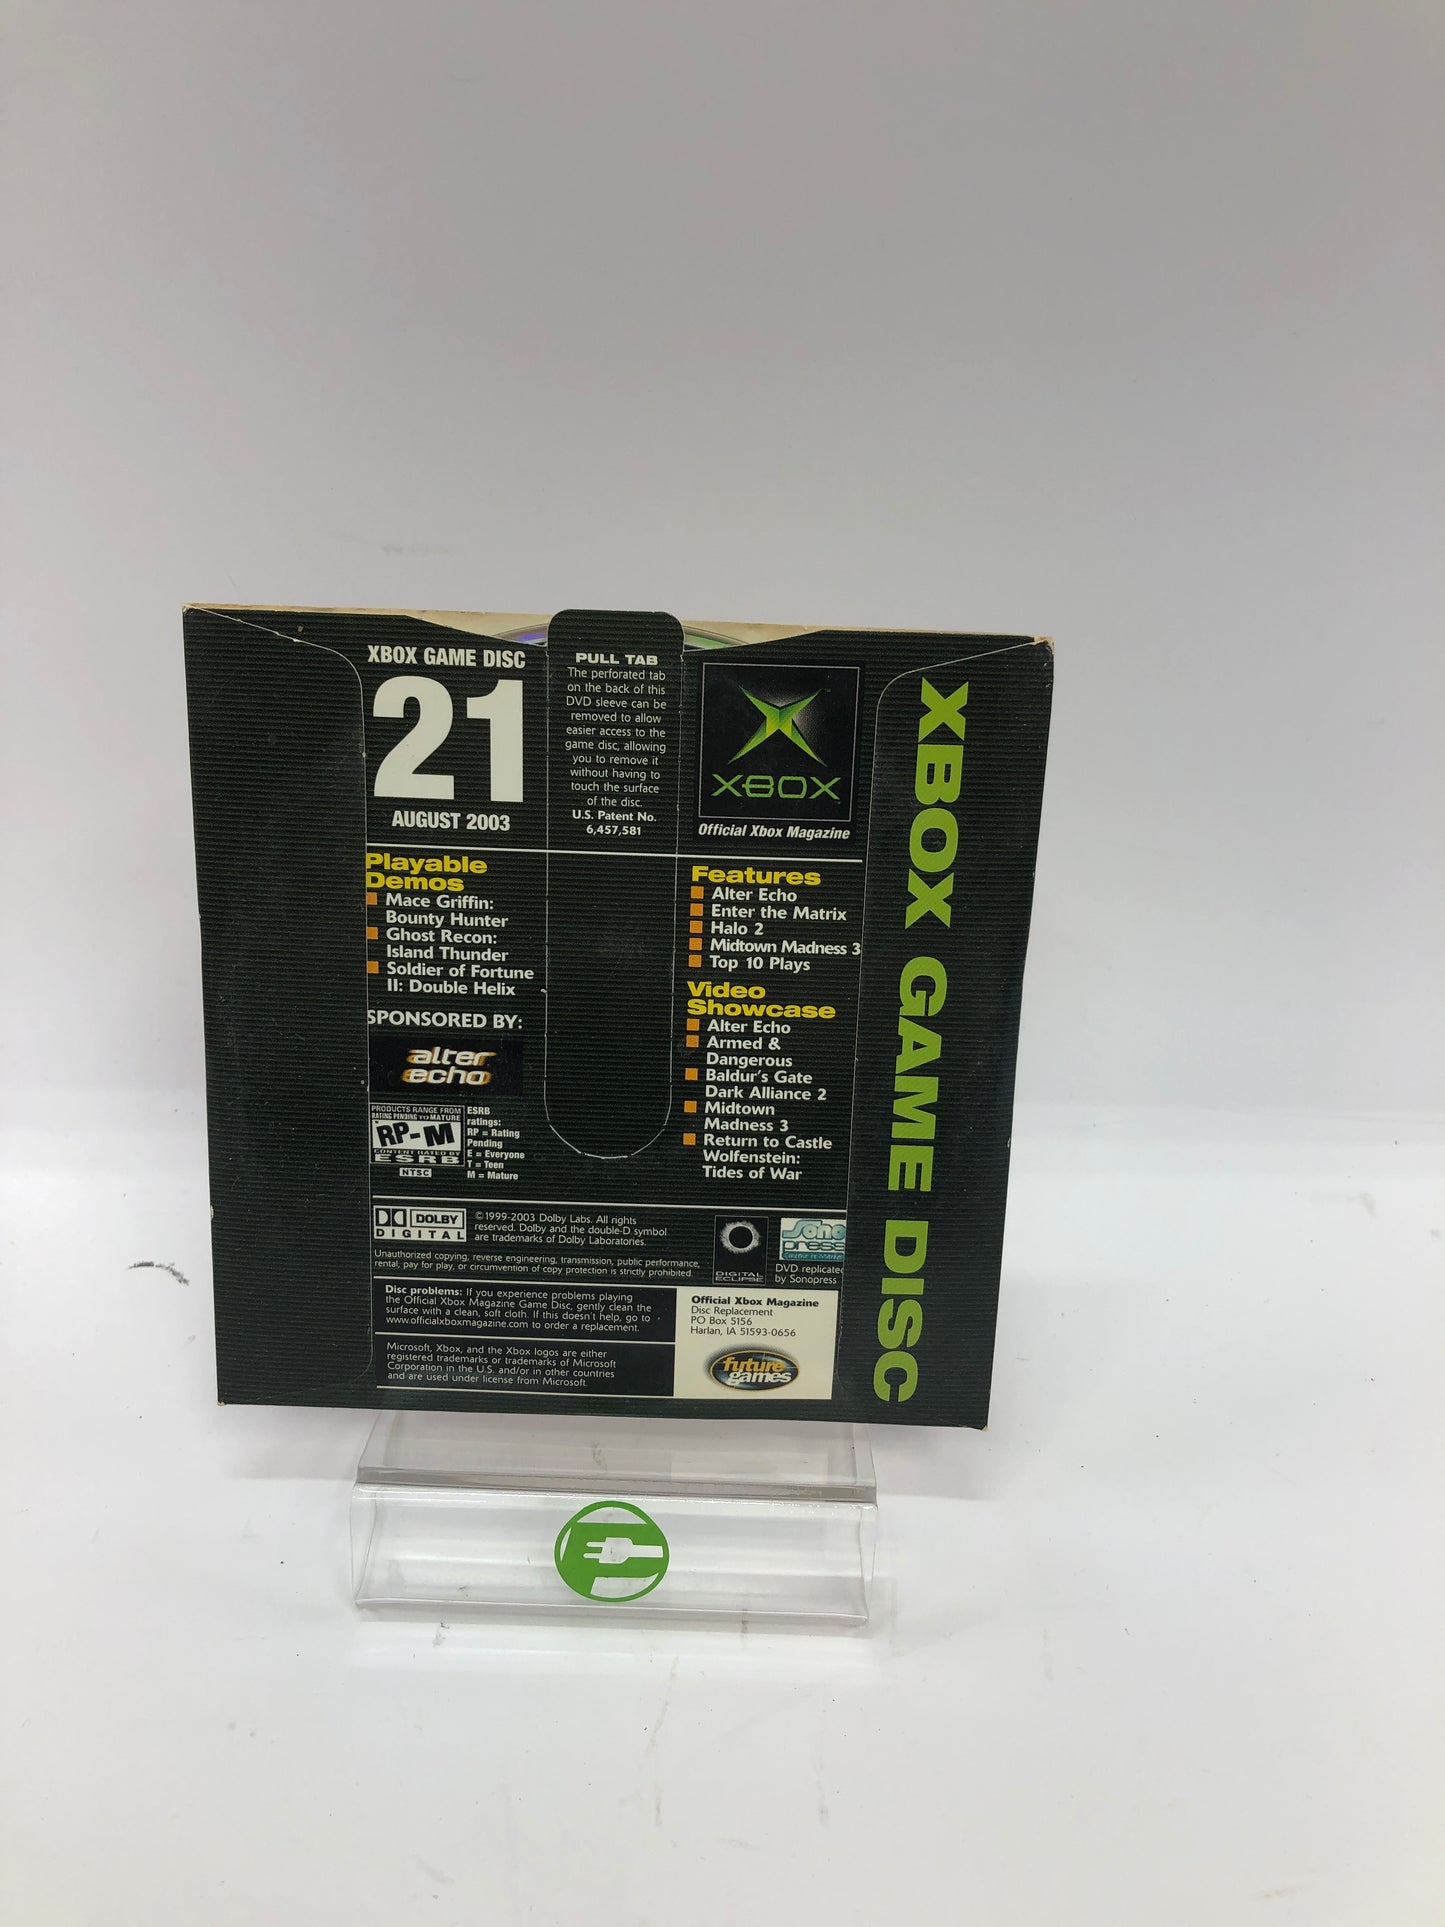 XBOX GAME DISC
21
AUGUST 2003
PULL TAB
The perforated tab
on the back of this
DVD sleeve can be
removed to allow
easier access to the
game disc, allowing
you to remove it
without having to
touch the surface
of the disc.
U.S. Patent No.
6,457,581
XBOX
Official Xbox Magazine
Playable
Demos
Mace Griffin:
Bounty Hunter
Ghost Recon:
Island Thunder
Soldier of Fortune
II: Double Helix
SPONSORED BY:
alter
echo
PRODUCTS RANGE FROM
RATING PENDING TO MATURE
RP-M
CONTENT RATED BY
ESRB
NTSC
ESRB
ratings:
RP = Rating
Pending
E = Everyone
T = Teen
M = Mature
Features
Alter Echo
Enter the Matrix
Halo 2
Midtown Madness 3
Top 10 Plays
Video
Showcase
Alter Echo
Armed &
Dangerous
Baldur's Gate
Dark Alliance 2
Midtown
Madness 3
Return to Castle
Wolfenstein:
Tides of War
DOLBY
DIGITAL
©1999-2003 Dolby Labs. All rights
reserved. Dolby and the double-D symbol
are trademarks of Dolby Laboratories.
Unauthorized copying, reverse engineering, transmission, public performance,
rental, pay for play, or circumvention of copy protection is strictly prohibited.
DIGITAL
ECLIPSE
Sono
press
DVD replicated
by Sonopress
Disc problems: If you experience problems playing
the Official Xbox Magazine Game Disc, gently clean the
surface with a clean, soft cloth. If this doesn't help, go to
www.officialxboxmagazine.com to order a replacement.
Microsoft, Xbox, and the Xbox logos are either
registered trademarks or trademarks of Microsoft
Corporation in the U.S. and/or in other countries
and are used under license from Microsoft.
Official Xbox Magazine
Disc Replacement
PO Box 5156
Harlan, IA 51593-0656
future
games
XBOX GAME DISC